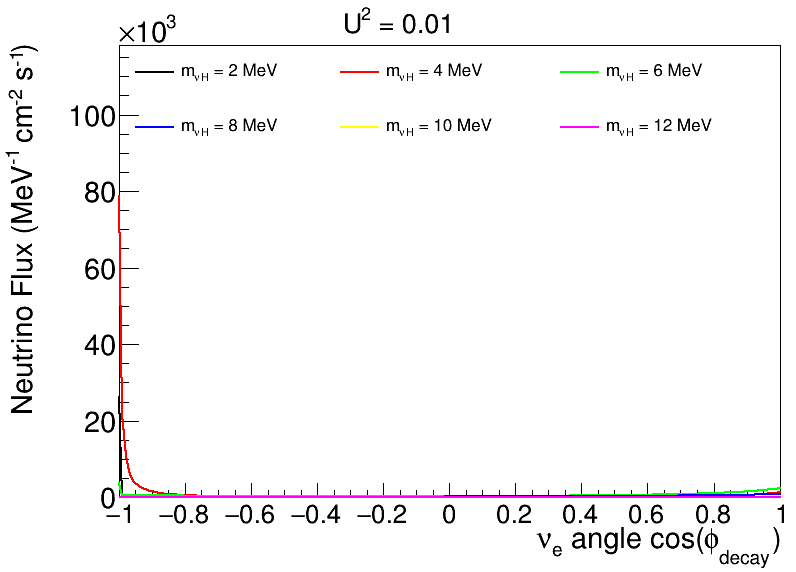 ×10³ U² = 0.01
m_νH = 2 MeV m_νH = 4 MeV m_νH = 6 MeV
m_νH = 8 MeV m_νH = 10 MeV m_νH = 12 MeV
Neutrino Flux (MeV⁻¹ cm⁻² s⁻¹)
100
80
60
40
20
0
−1 −0.8 −0.6 −0.4 −0.2 0 0.2 0.4 0.6 0.8 1
ν_e angle cos(ϕ_decay)